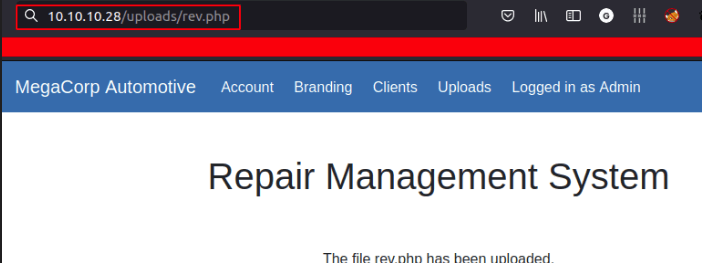 10.10.10.28/uploads/rev.php
G
MegaCorp Automotive Account Branding Clients Uploads Logged in as Admin
Repair Management System
The file rev.php has been uploaded.